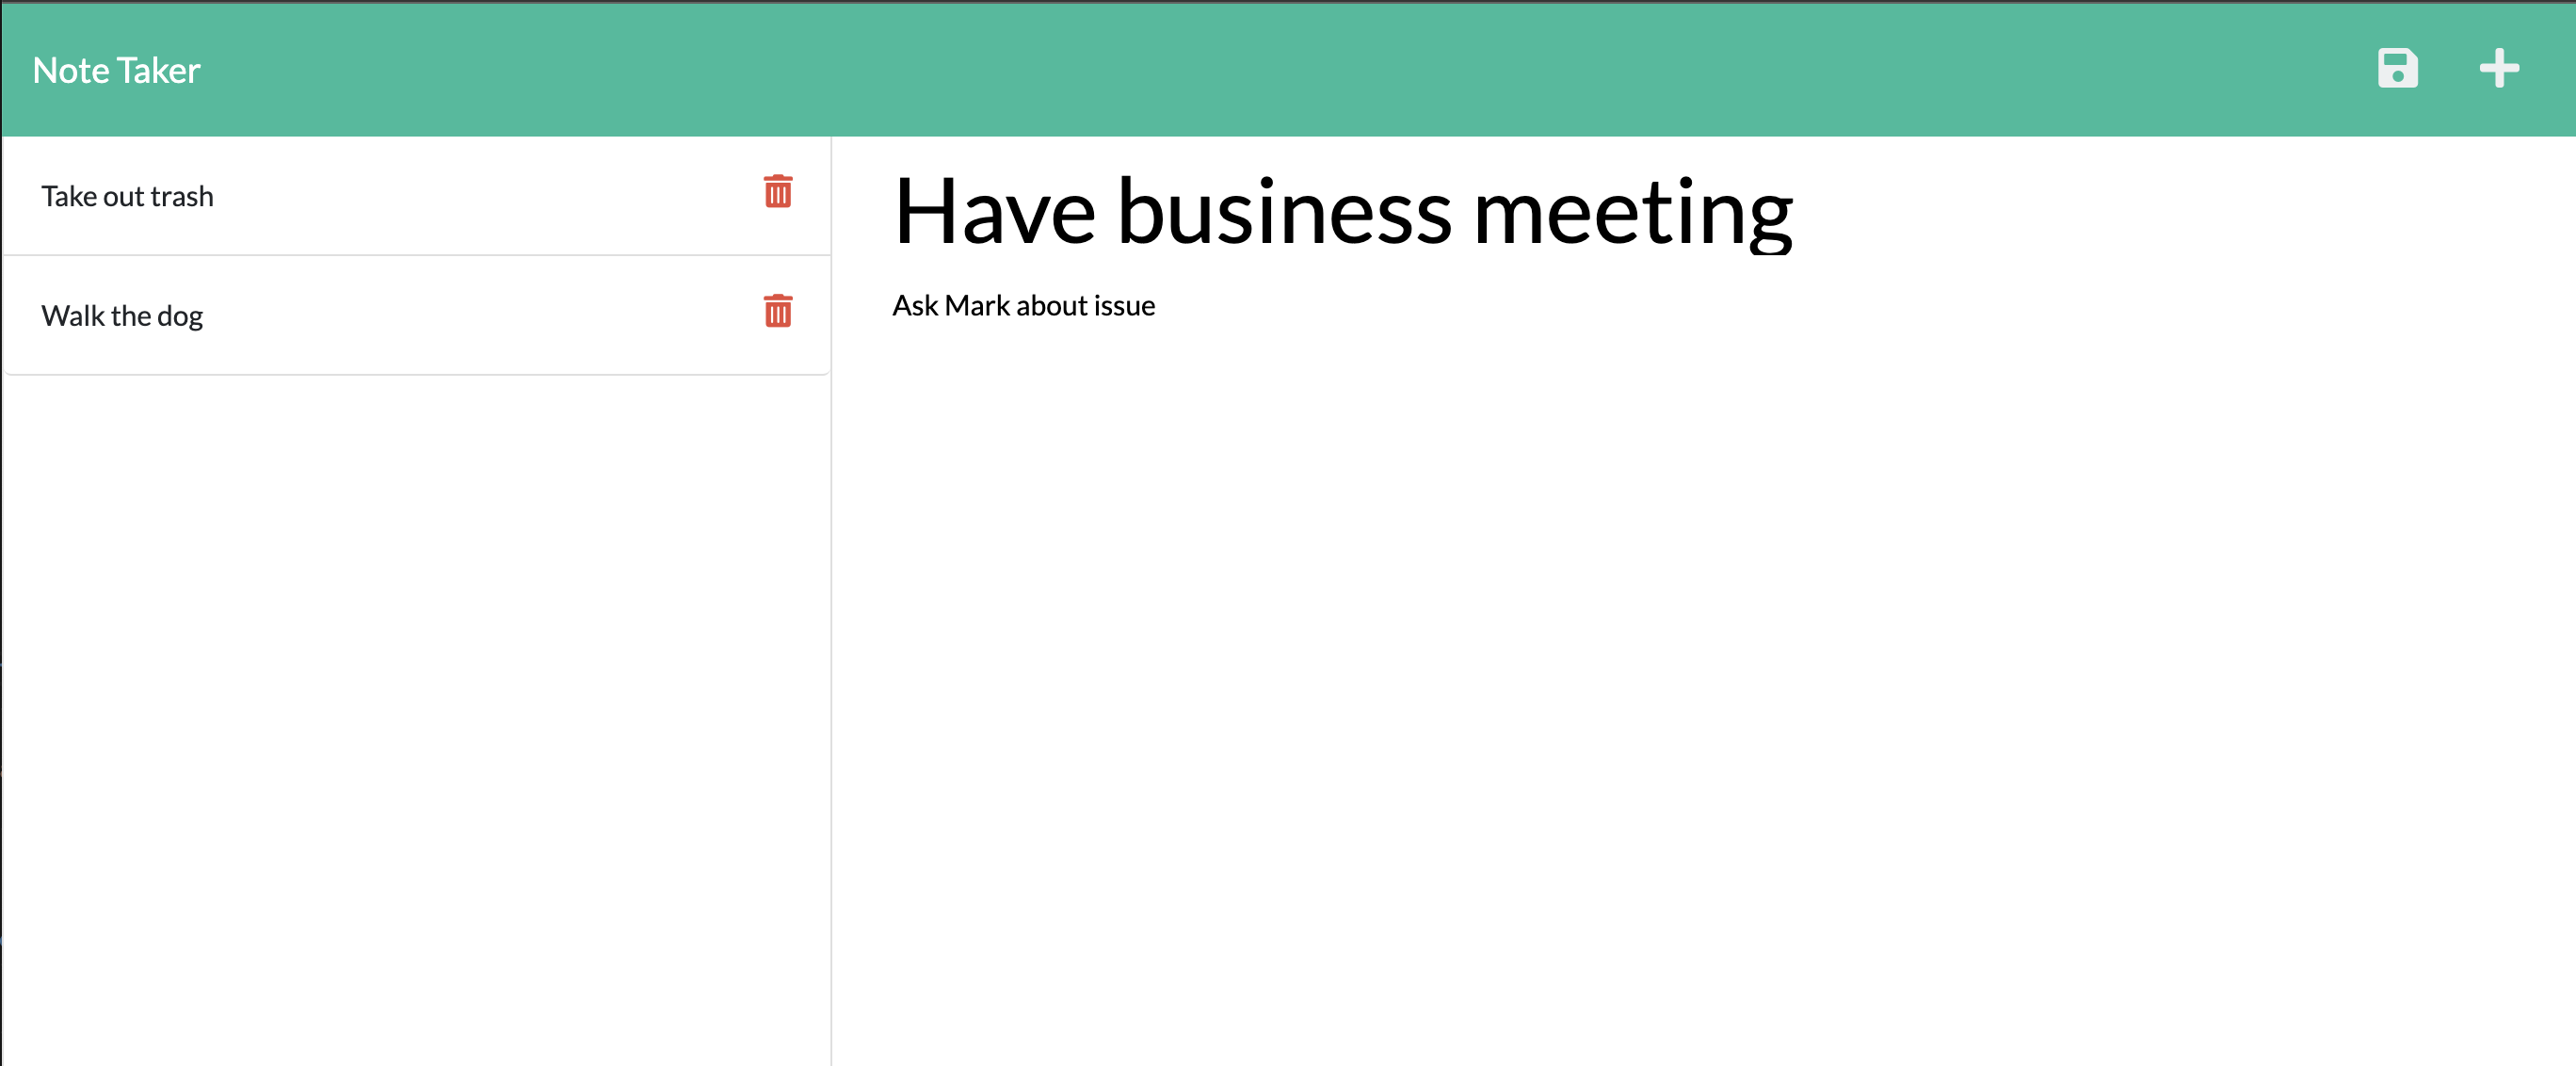 Note Taker
Take out trash
Walk the dog
Have business meeting
Ask Mark about issue